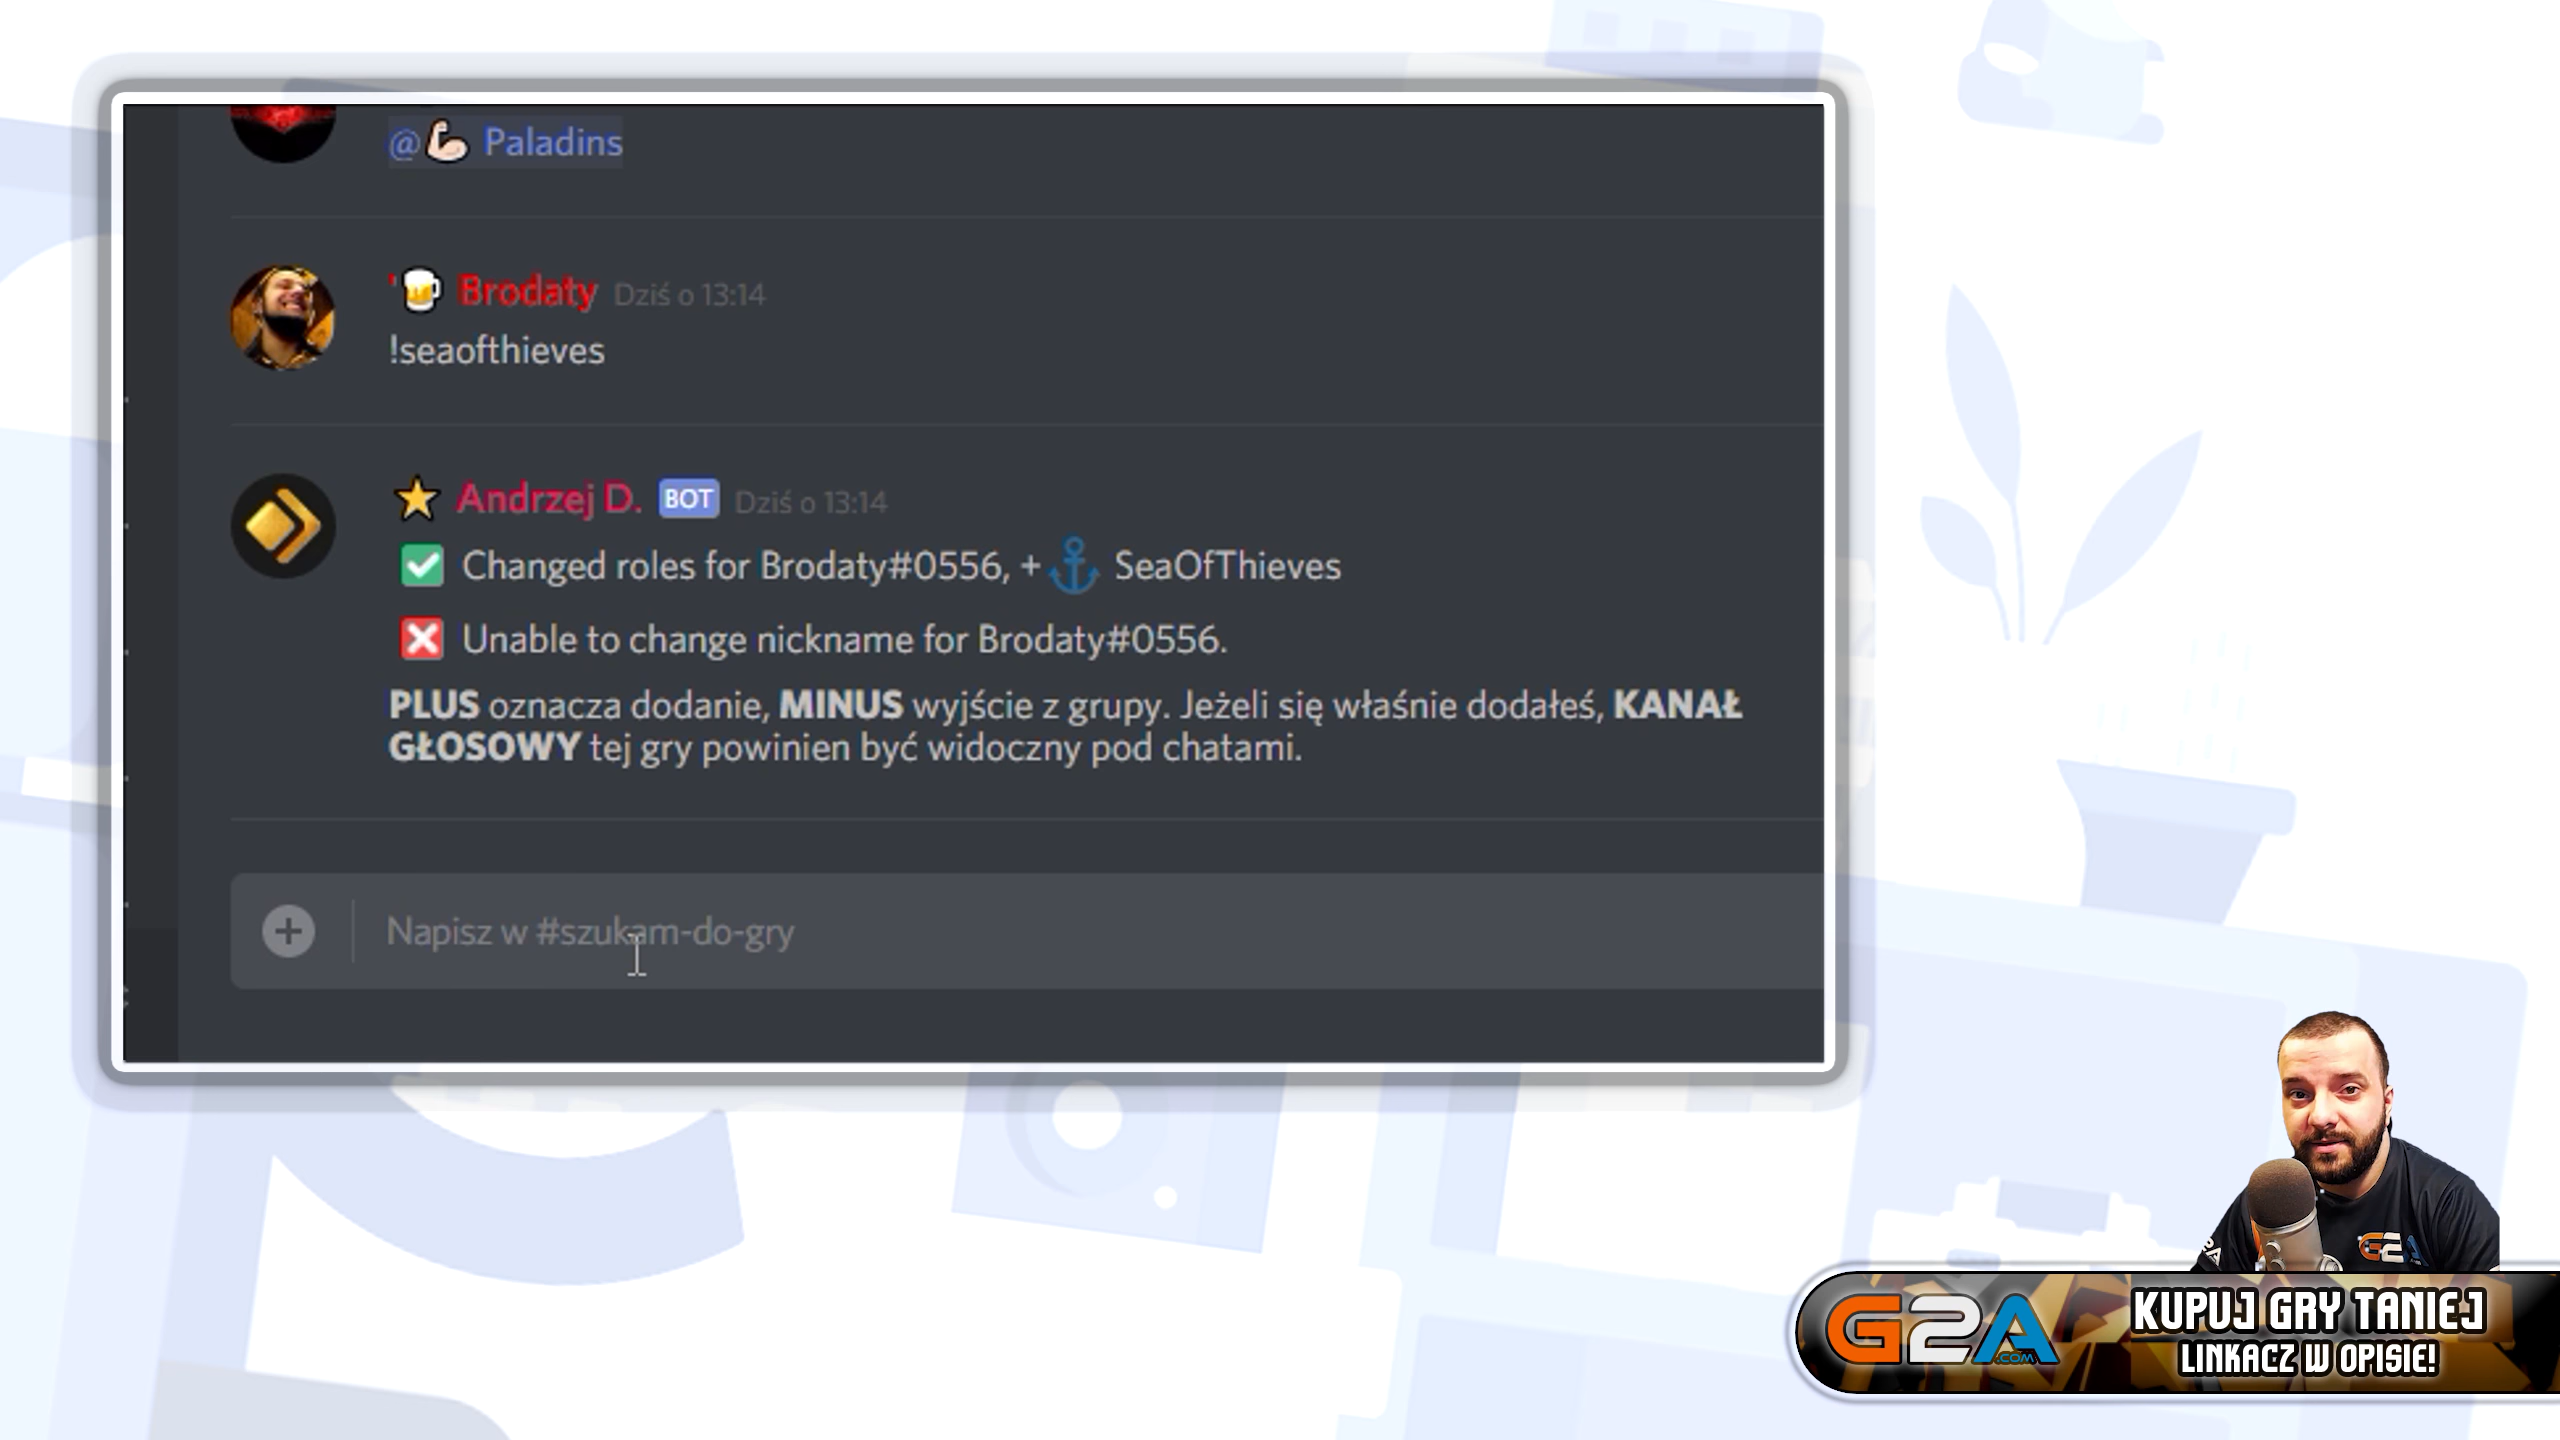 @💪🏻 Paladins
'🍺 Brodaty Dziś o 13:14
!seaofthieves
⭐ Andrzej D. BOT Dziś o 13:14
✅ Changed roles for Brodaty#0556, +⚓ SeaOfThieves
❎ Unable to change nickname for Brodaty#0556.
PLUS oznacza dodanie, MINUS wyjście z grupy. Jeżeli się właśnie dodałeś, KANAŁ
GŁOSOWY tej gry powinien być widoczny pod chatami.
Napisz w #szukam-do-gry
G2A
G2A.COM
KUPUJ GRY TANIEJ
LINKACZ W OPISIE!